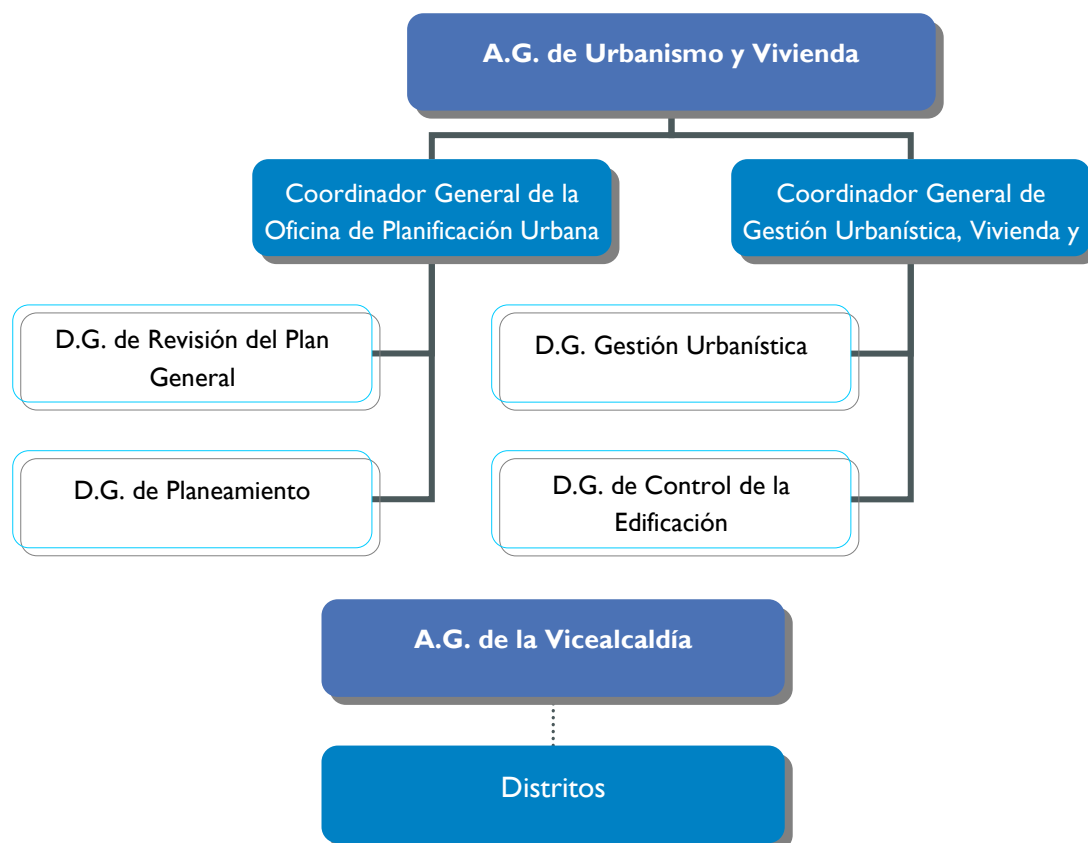 A.G. de Urbanismo y Vivienda
Coordinador General de la
Oficina de Planificación Urbana
Coordinador General de
Gestión Urbanística, Vivienda y
D.G. de Revisión del Plan
General
D.G. Gestión Urbanística
D.G. de Planeamiento
D.G. de Control de la
Edificación
A.G. de la Vicealcaldía
Distritos